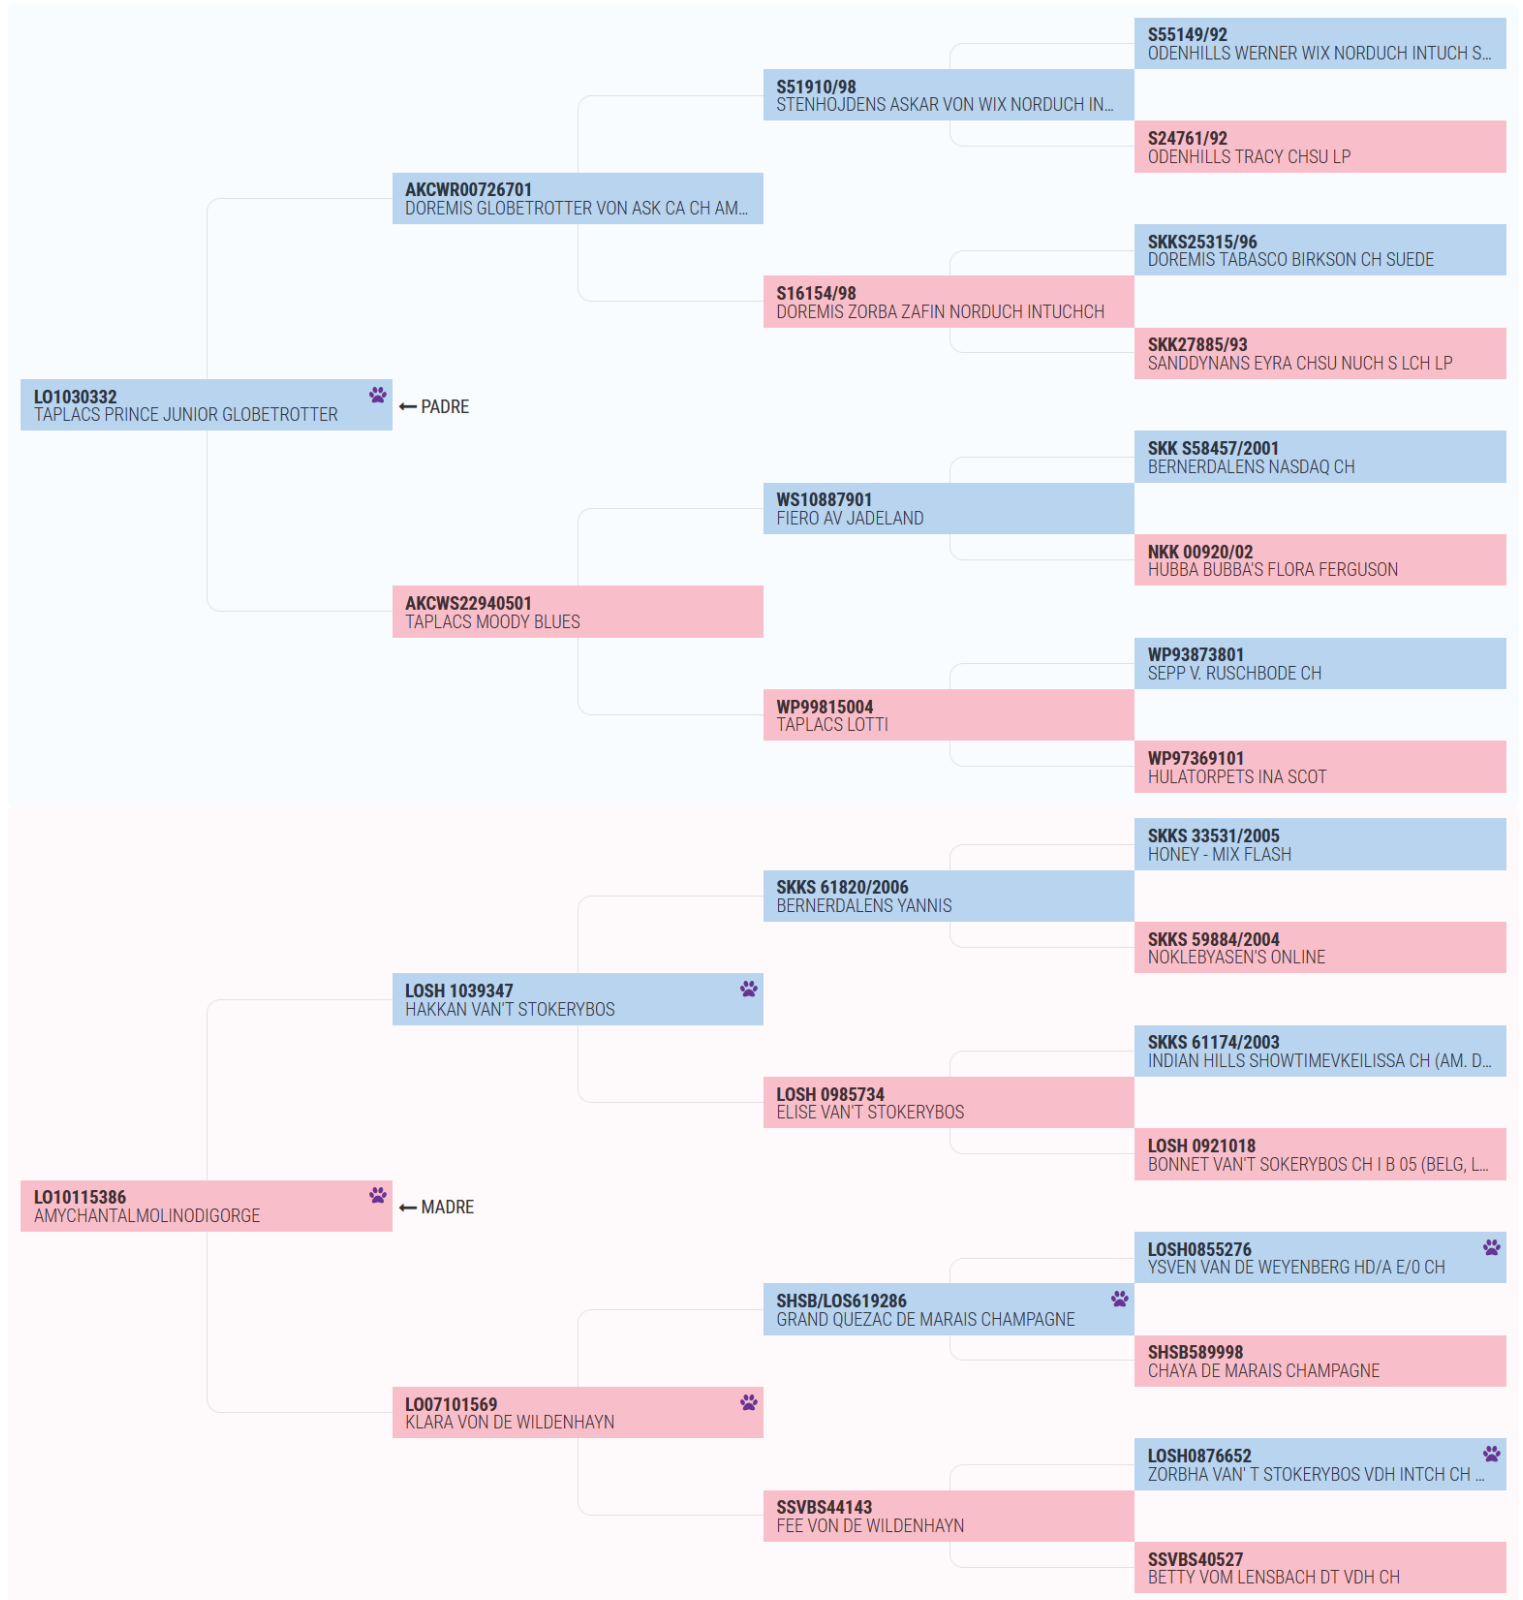 S55149/92
ODENHILLS WERNER WIX NORDUCH INTUCH S...
S51910/98
STENHOJDENS ASKAR VON WIX NORDUCH IN...
S24761/92
ODENHILLS TRACY CHSU LP
AKCWR00726701
DOREMIS GLOBETROTTER VON ASK CA CH AM...
SKKS25315/96
DOREMIS TABASCO BIRKSON CH SUEDE
S16154/98
DOREMIS ZORBA ZAFIN NORDUCH INTUCHCH
SKK27885/93
SANDDYNANS EYRA CHSU NUCH S LCH LP
LO1030332
TAPLACS PRINCE JUNIOR GLOBETROTTER
PADRE
SKK S58457/2001
BERNERDALENS NASDAQ CH
WS10887901
FIERO AV JADELAND
NKK 00920/02
HUBBA BUBBA'S FLORA FERGUSON
AKCWS22940501
TAPLACS MOODY BLUES
WP93873801
SEPP V. RUSCHBODE CH
WP99815004
TAPLACS LOTTI
WP97369101
HULATORPETS INA SCOT
SKKS 33531/2005
HONEY - MIX FLASH
SKKS 61820/2006
BERNERDALENS YANNIS
SKKS 59884/2004
NOKLEBYASEN'S ONLINE
LOSH 1039347
HAKKAN VAN'T STOKERYBOS
SKKS 61174/2003
INDIAN HILLS SHOWTIMEVKEILISSA CH (AM. D...
LOSH 0985734
ELISE VAN'T STOKERYBOS
LOSH 0921018
BONNET VAN'T SOKERYBOS CH I B 05 (BELG, L...
LO10115386
AMYCHANTALMOLINODIGORGE
MADRE
LOSH0855276
YSVEN VAN DE WEYENBERG HD/A E/0 CH
SHSB/LOS619286
GRAND QUEZAC DE MARAIS CHAMPAGNE
SHSB589998
CHAYA DE MARAIS CHAMPAGNE
LO07101569
KLARA VON DE WILDENHAYN
LOSH0876652
ZORBHA VAN' T STOKERYBOS VDH INTCH CH ...
SSVBS44143
FEE VON DE WILDENHAYN
SSVBS40527
BETTY VOM LENSBACH DT VDH CH